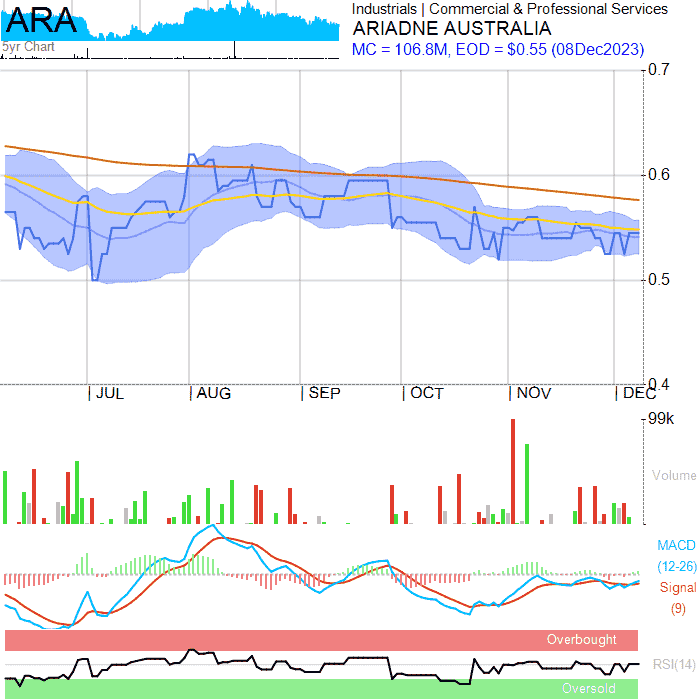 ARA
5yr Chart
Industrials | Commercial & Professional Services
ARIADNE AUSTRALIA
MC = 106.8M, EOD = $0.55 (08Dec2023)
0.7
0.6
0.5
0.4
| JUL | AUG | SEP | OCT | NOV | DEC
99k
Volume
MACD
(12-26)
Signal
(9)
Overbought
RSI(14)
Oversold